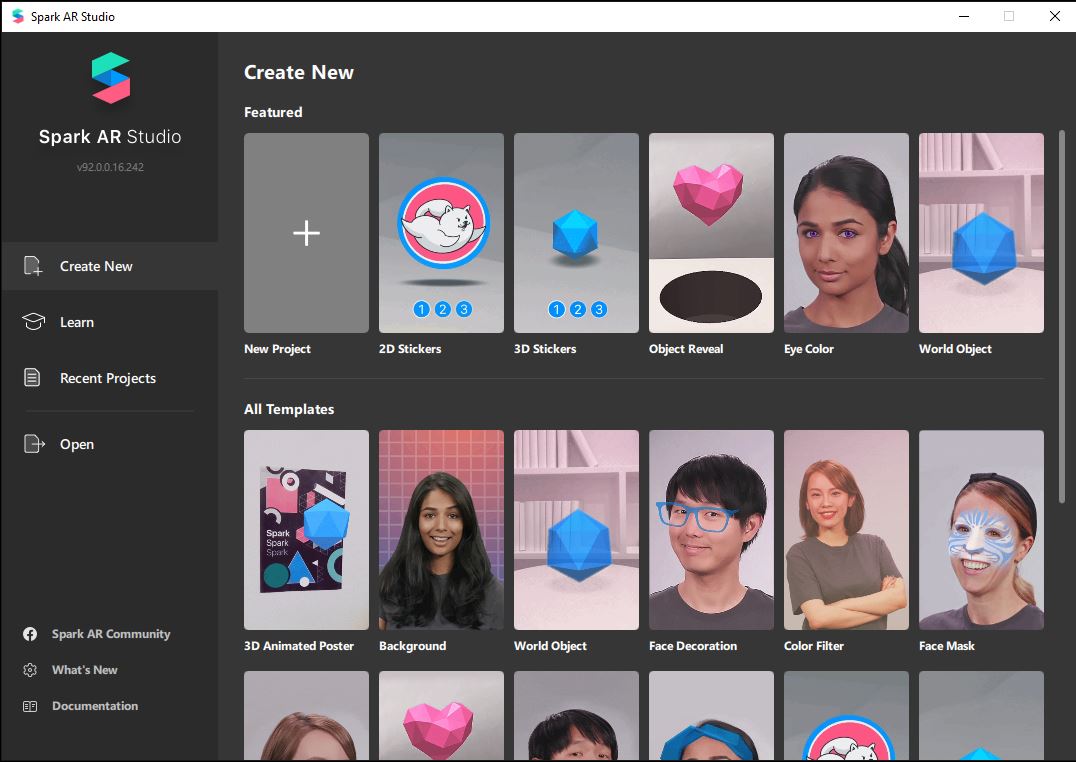 Spark AR Studio
Spark AR Studio
v92.0.0.16.242
Create New
Learn
Recent Projects
Open
Spark AR Community
What's New
Documentation
Create New
Featured
1 2 3
1 2 3
New Project
2D Stickers
3D Stickers
Object Reveal
Eye Color
World Object
All Templates
Spark
Spark
Spark
3D Animated Poster
Background
World Object
Face Decoration
Color Filter
Face Mask